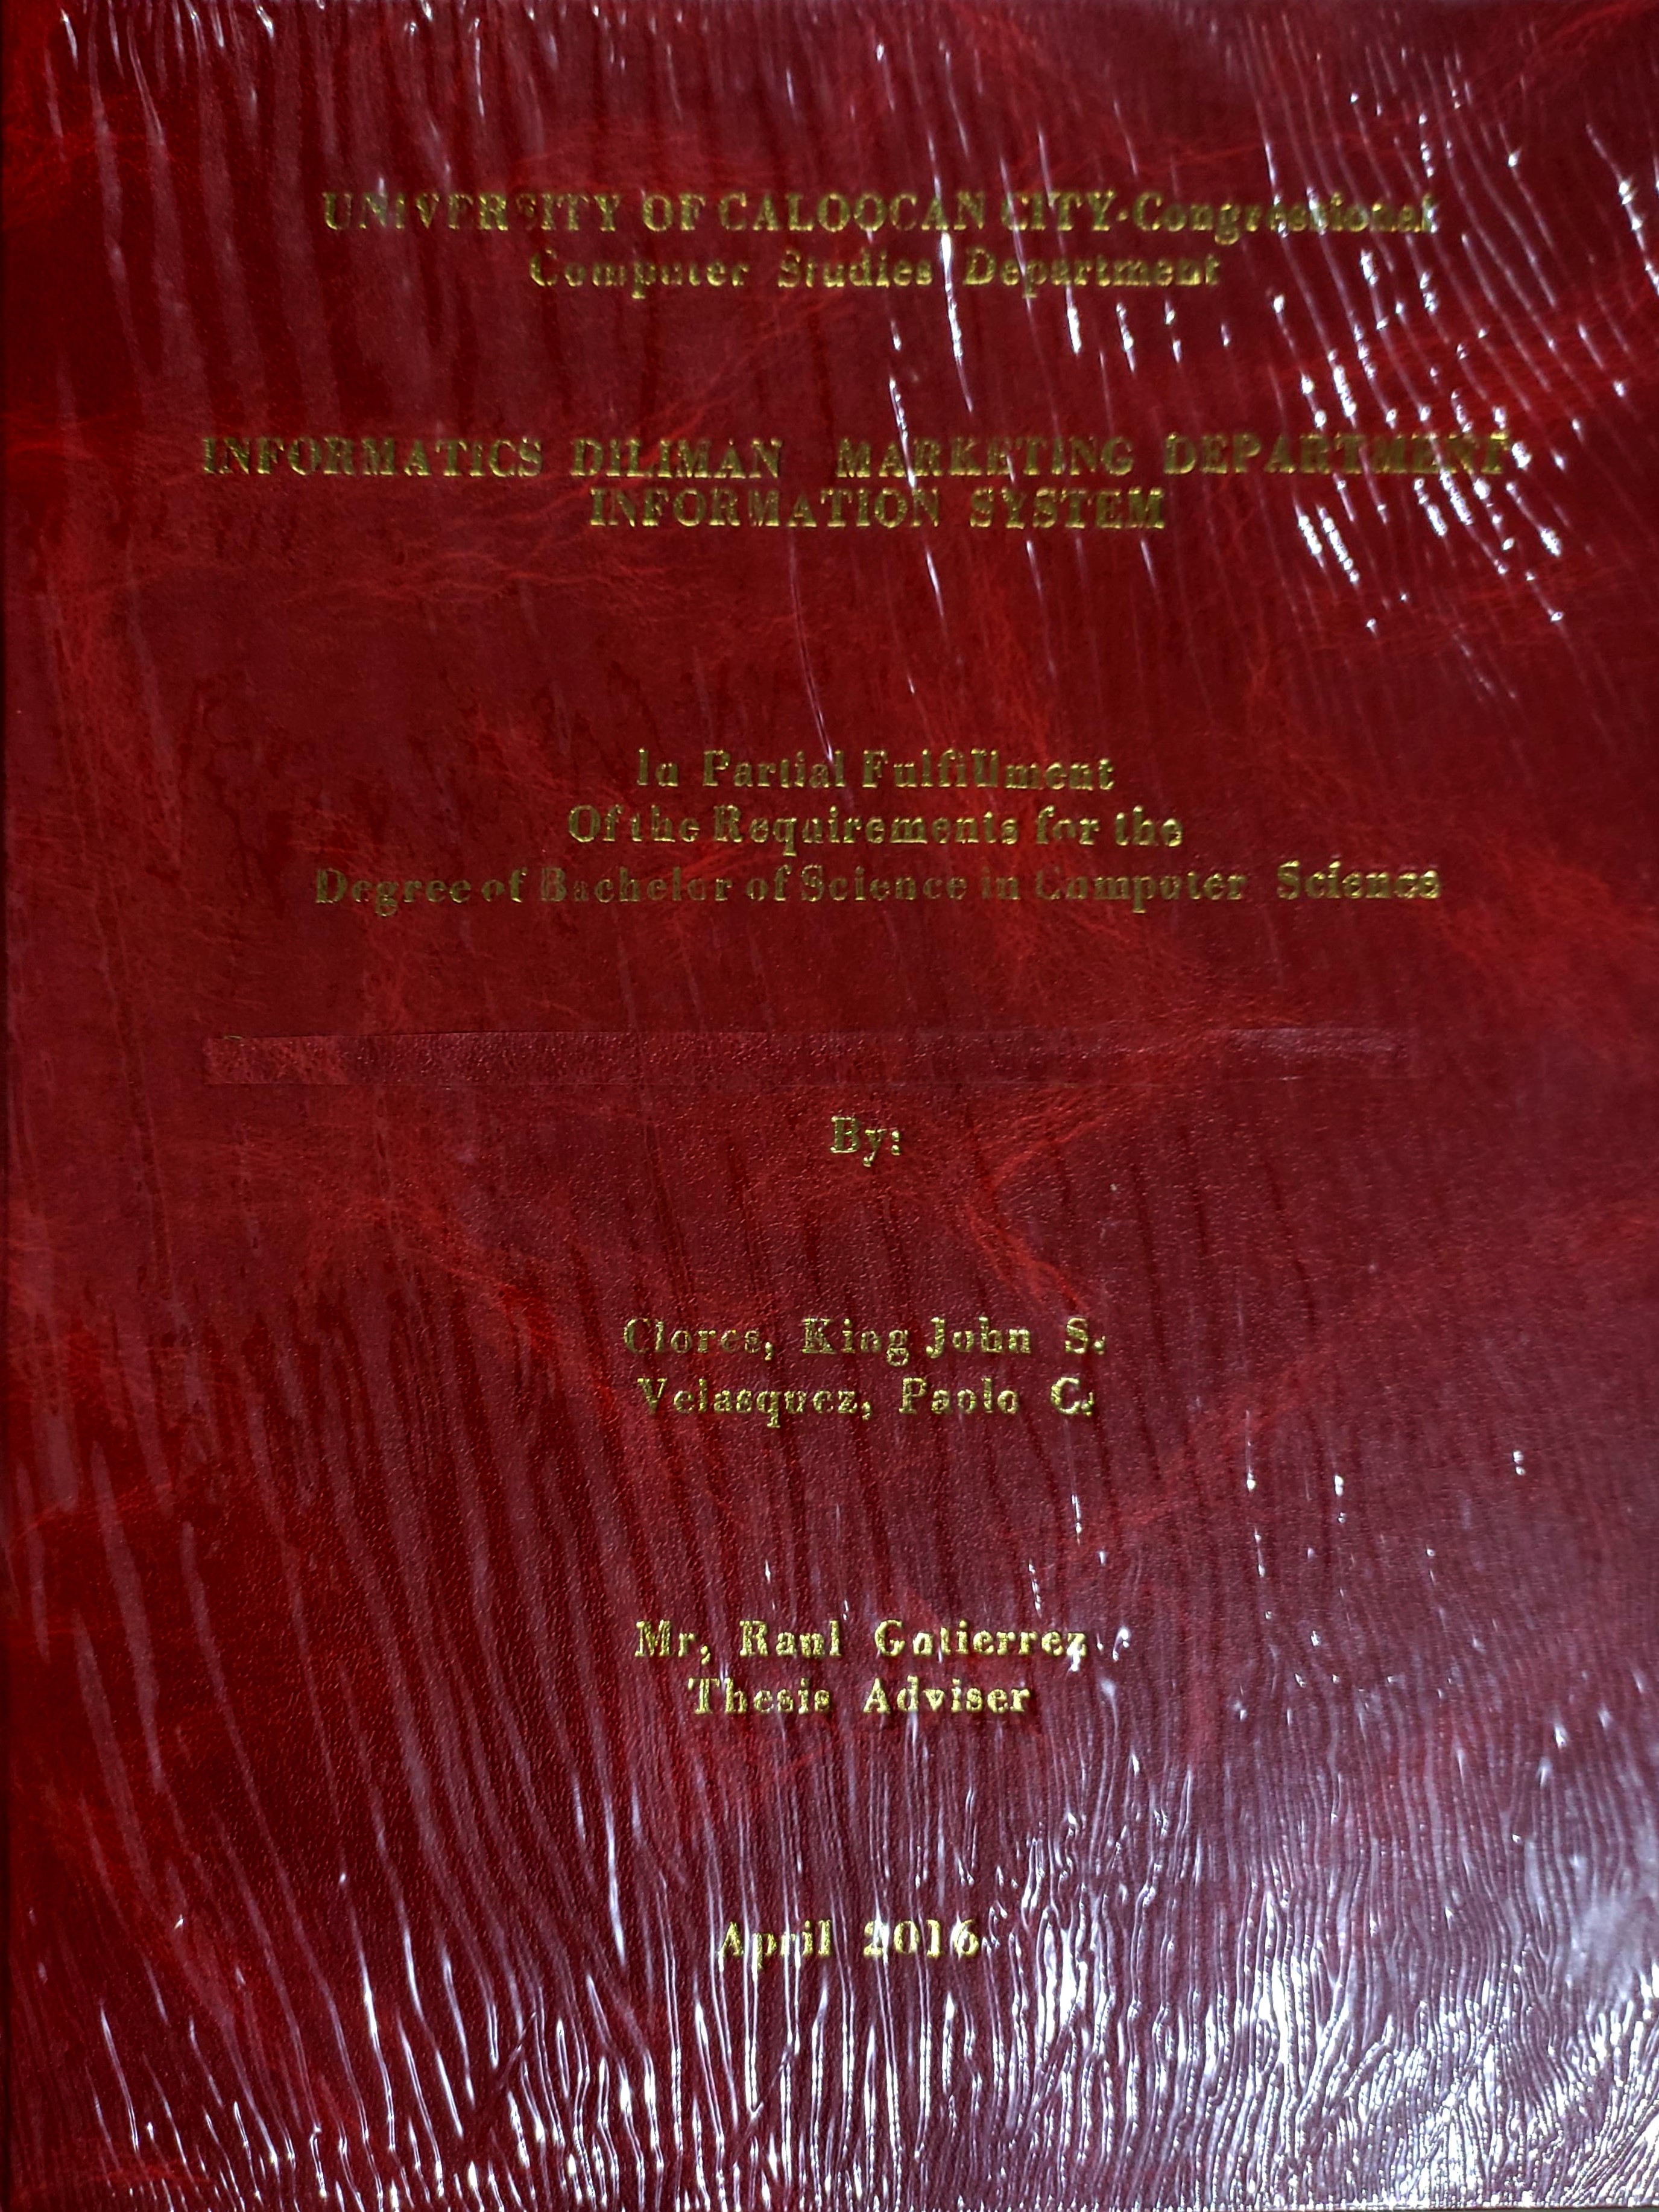 UNIVERSITY OF CALOOCAN CITY-Congressional
Computer Studies Department
INFORMATICS DILIMAN MARKETING DEPARTMENT
INFORMATION SYSTEM
In Partial Fulfillment
Of the Requirements for the
Degree of Bachelor of Science in Computer Science
By:
Clores, King John S.
Velasquez, Paolo C.
Mr, Raul Gutierrez
Thesis Adviser
April 2016